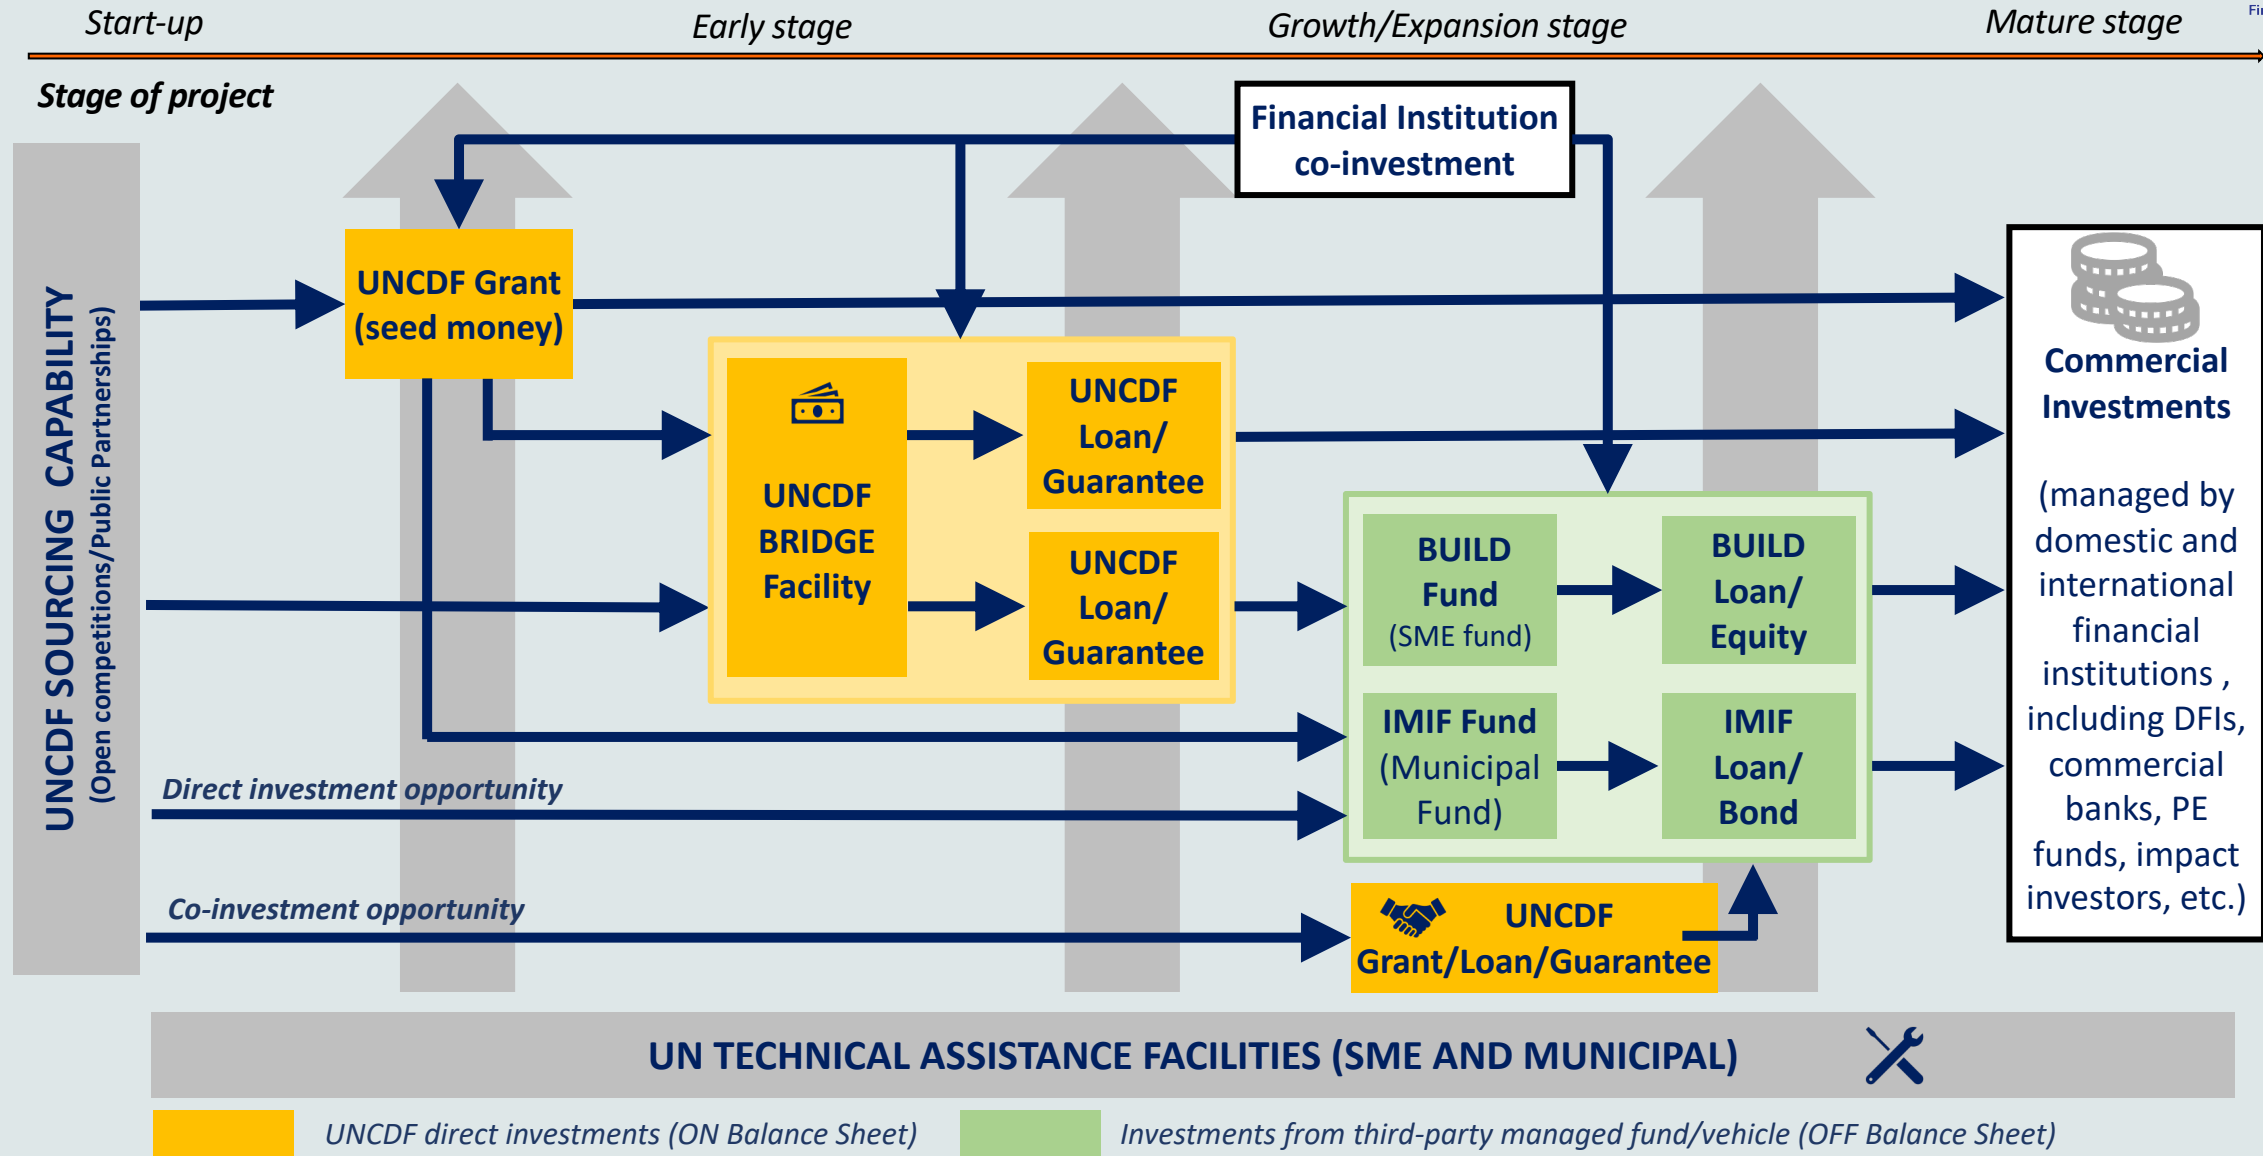 Start-up
Early stage
Growth/Expansion stage
Mature stage
Stage of project
Financial Institution
co-investment
UNCDF SOURCING CAPABILITY
(Open competitions/Public Partnerships)
UNCDF Grant
(seed money)
UNCDF
BRIDGE
Facility
UNCDF
Loan/
Guarantee
UNCDF
Loan/
Guarantee
BUILD
Fund
(SME fund)
BUILD
Loan/
Equity
IMIF Fund
(Municipal
Fund)
IMIF
Loan/
Bond
Commercial
Investments
(managed by
domestic and
international
financial
institutions ,
including DFIs,
commercial
banks, PE
funds, impact
investors, etc.)
Direct investment opportunity
Co-investment opportunity
UNCDF
Grant/Loan/Guarantee
UN TECHNICAL ASSISTANCE FACILITIES (SME AND MUNICIPAL)
UNCDF direct investments (ON Balance Sheet)
Investments from third-party managed fund/vehicle (OFF Balance Sheet)